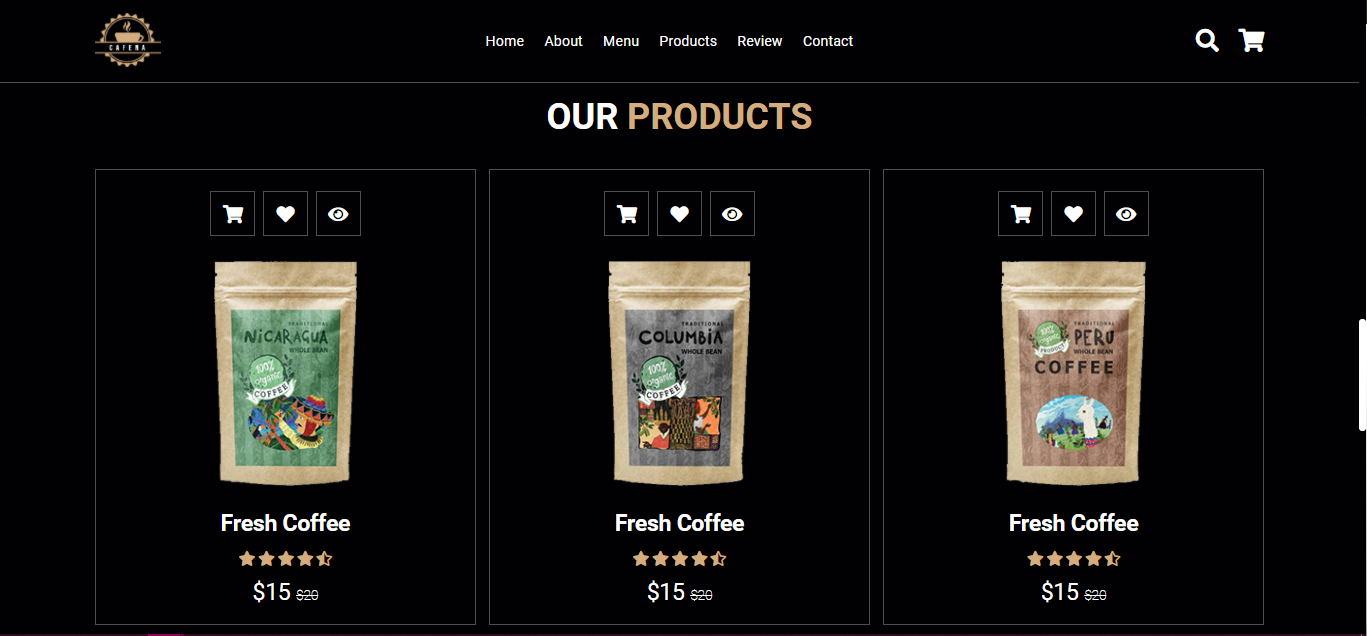 CAFENA
Home About Menu Products Review Contact
OUR PRODUCTS
TRADITIONAL
NiCARAGUA
WHOLE BEAN
100%
organic
COFFEE
Fresh Coffee
$15 $20
TRADITIONAL
COLUMBiA
WHOLE BEAN
100%
organic
COFFEE
Fresh Coffee
$15 $20
TRADITIONAL
100%
organic
PRODUCT
PERU
WHOLE BEAN
COFFEE
Fresh Coffee
$15 $20